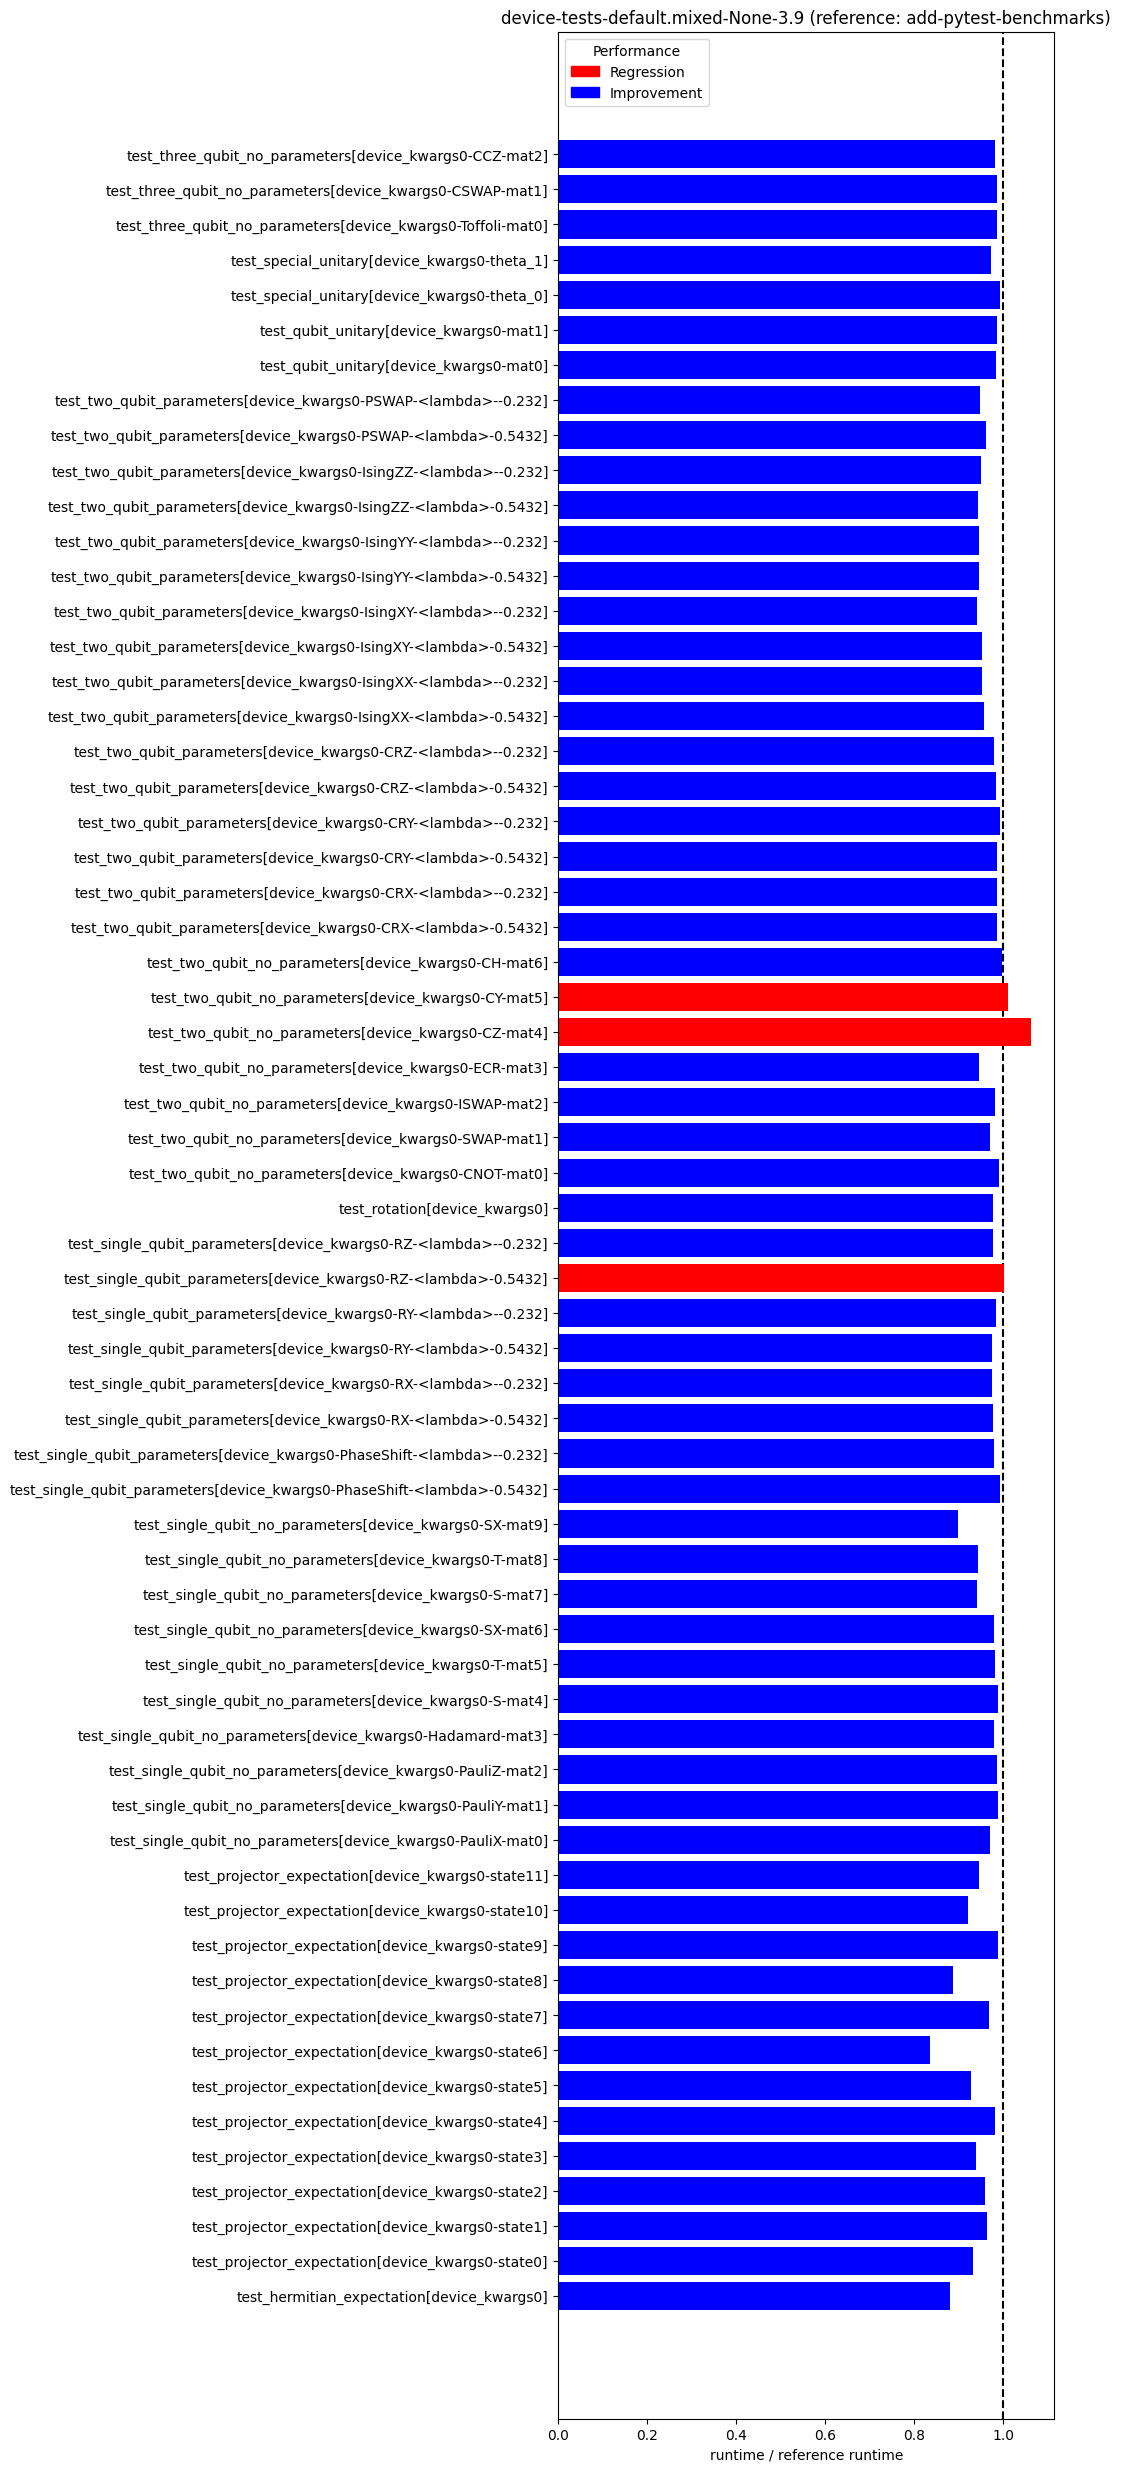 device-tests-default.mixed-None-3.9 (reference: add-pytest-benchmarks)
Performance
Regression
Improvement
test_three_qubit_no_parameters[device_kwargs0-CCZ-mat2]
test_three_qubit_no_parameters[device_kwargs0-CSWAP-mat1]
test_three_qubit_no_parameters[device_kwargs0-Toffoli-mat0]
test_special_unitary[device_kwargs0-theta_1]
test_special_unitary[device_kwargs0-theta_0]
test_qubit_unitary[device_kwargs0-mat1]
test_qubit_unitary[device_kwargs0-mat0]
test_two_qubit_parameters[device_kwargs0-PSWAP-<lambda>--0.232]
test_two_qubit_parameters[device_kwargs0-PSWAP-<lambda>-0.5432]
test_two_qubit_parameters[device_kwargs0-IsingZZ-<lambda>--0.232]
test_two_qubit_parameters[device_kwargs0-IsingZZ-<lambda>-0.5432]
test_two_qubit_parameters[device_kwargs0-IsingYY-<lambda>--0.232]
test_two_qubit_parameters[device_kwargs0-IsingYY-<lambda>-0.5432]
test_two_qubit_parameters[device_kwargs0-IsingXY-<lambda>--0.232]
test_two_qubit_parameters[device_kwargs0-IsingXY-<lambda>-0.5432]
test_two_qubit_parameters[device_kwargs0-IsingXX-<lambda>--0.232]
test_two_qubit_parameters[device_kwargs0-IsingXX-<lambda>-0.5432]
test_two_qubit_parameters[device_kwargs0-CRZ-<lambda>--0.232]
test_two_qubit_parameters[device_kwargs0-CRZ-<lambda>-0.5432]
test_two_qubit_parameters[device_kwargs0-CRY-<lambda>--0.232]
test_two_qubit_parameters[device_kwargs0-CRY-<lambda>-0.5432]
test_two_qubit_parameters[device_kwargs0-CRX-<lambda>--0.232]
test_two_qubit_parameters[device_kwargs0-CRX-<lambda>-0.5432]
test_two_qubit_no_parameters[device_kwargs0-CH-mat6]
test_two_qubit_no_parameters[device_kwargs0-CY-mat5]
test_two_qubit_no_parameters[device_kwargs0-CZ-mat4]
test_two_qubit_no_parameters[device_kwargs0-ECR-mat3]
test_two_qubit_no_parameters[device_kwargs0-ISWAP-mat2]
test_two_qubit_no_parameters[device_kwargs0-SWAP-mat1]
test_two_qubit_no_parameters[device_kwargs0-CNOT-mat0]
test_rotation[device_kwargs0]
test_single_qubit_parameters[device_kwargs0-RZ-<lambda>--0.232]
test_single_qubit_parameters[device_kwargs0-RZ-<lambda>-0.5432]
test_single_qubit_parameters[device_kwargs0-RY-<lambda>--0.232]
test_single_qubit_parameters[device_kwargs0-RY-<lambda>-0.5432]
test_single_qubit_parameters[device_kwargs0-RX-<lambda>--0.232]
test_single_qubit_parameters[device_kwargs0-RX-<lambda>-0.5432]
test_single_qubit_parameters[device_kwargs0-PhaseShift-<lambda>--0.232]
test_single_qubit_parameters[device_kwargs0-PhaseShift-<lambda>-0.5432]
test_single_qubit_no_parameters[device_kwargs0-SX-mat9]
test_single_qubit_no_parameters[device_kwargs0-T-mat8]
test_single_qubit_no_parameters[device_kwargs0-S-mat7]
test_single_qubit_no_parameters[device_kwargs0-SX-mat6]
test_single_qubit_no_parameters[device_kwargs0-T-mat5]
test_single_qubit_no_parameters[device_kwargs0-S-mat4]
test_single_qubit_no_parameters[device_kwargs0-Hadamard-mat3]
test_single_qubit_no_parameters[device_kwargs0-PauliZ-mat2]
test_single_qubit_no_parameters[device_kwargs0-PauliY-mat1]
test_single_qubit_no_parameters[device_kwargs0-PauliX-mat0]
test_projector_expectation[device_kwargs0-state11]
test_projector_expectation[device_kwargs0-state10]
test_projector_expectation[device_kwargs0-state9]
test_projector_expectation[device_kwargs0-state8]
test_projector_expectation[device_kwargs0-state7]
test_projector_expectation[device_kwargs0-state6]
test_projector_expectation[device_kwargs0-state5]
test_projector_expectation[device_kwargs0-state4]
test_projector_expectation[device_kwargs0-state3]
test_projector_expectation[device_kwargs0-state2]
test_projector_expectation[device_kwargs0-state1]
test_projector_expectation[device_kwargs0-state0]
test_hermitian_expectation[device_kwargs0]
0.0 0.2 0.4 0.6 0.8 1.0
runtime / reference runtime